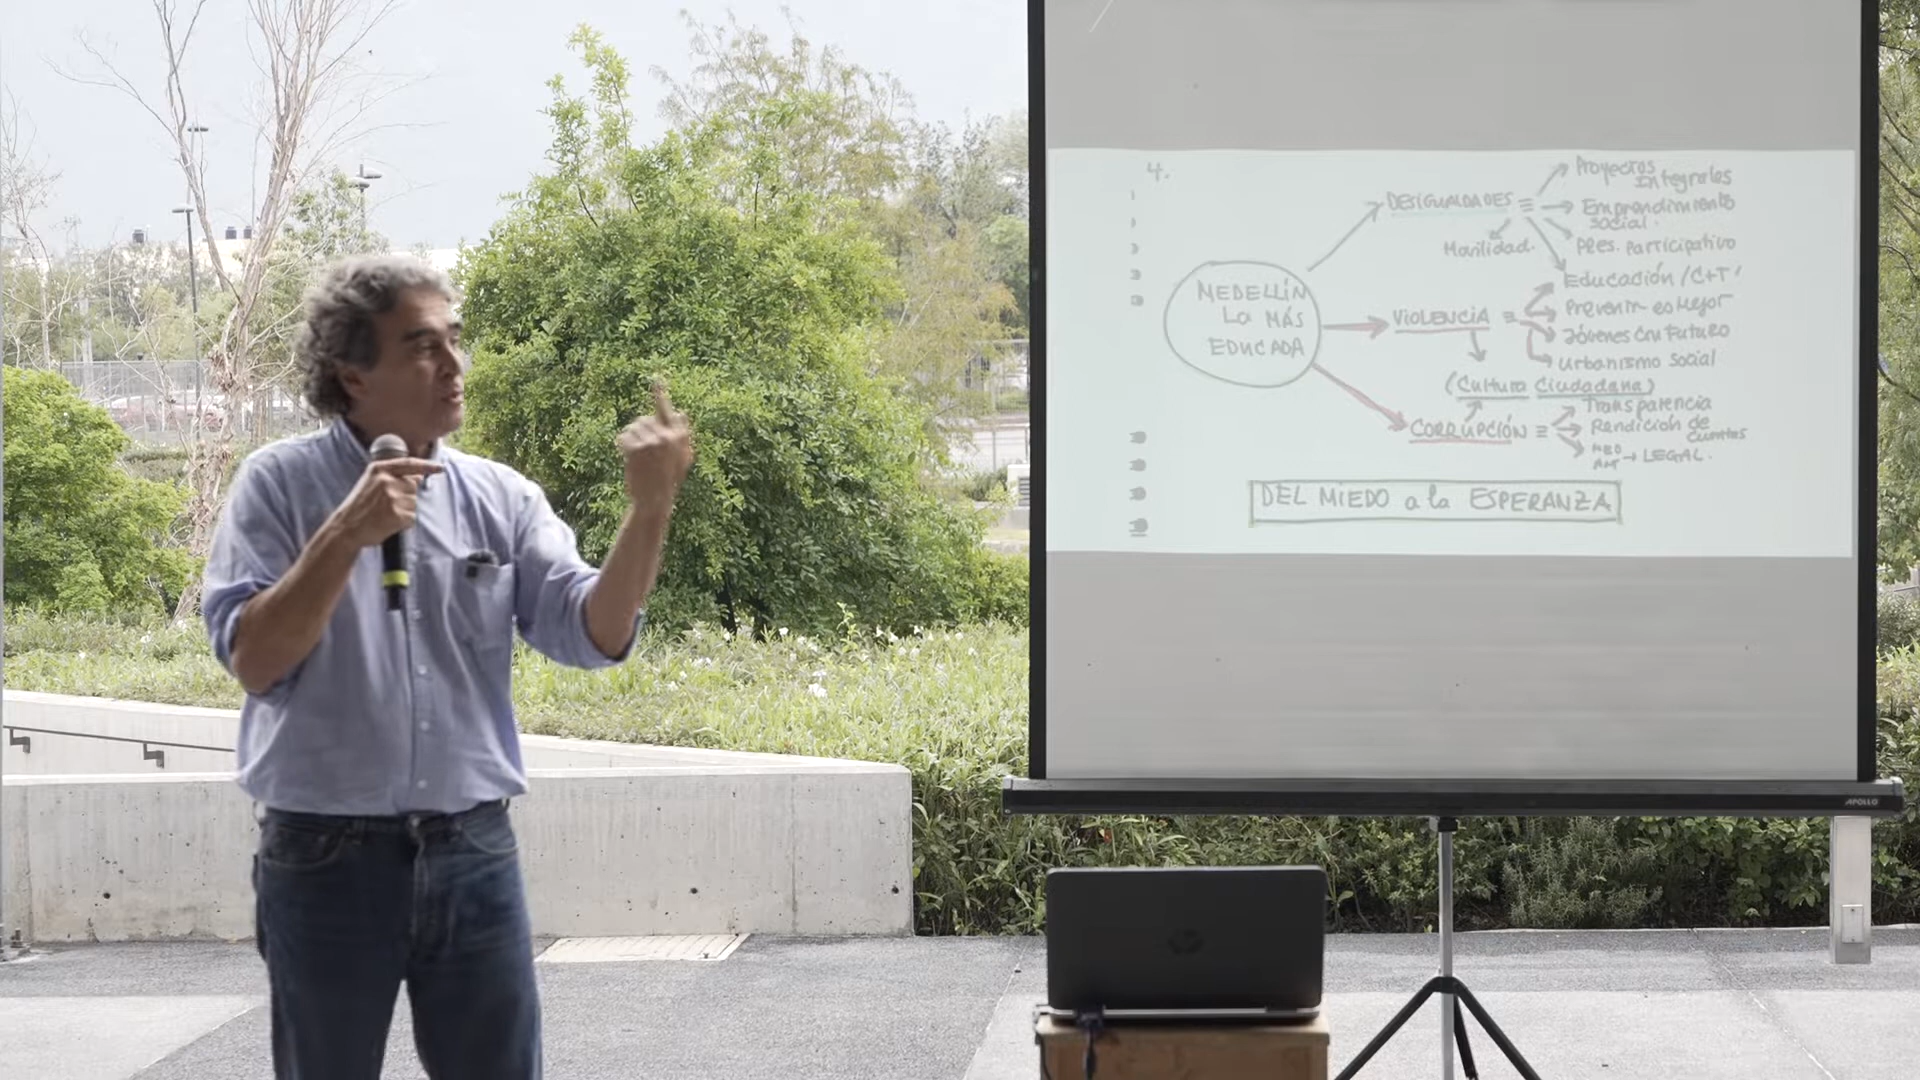 4.
MEDELLÍN
La MÁS
EDUCADA
DESIGUALDADES ≡
Proyectos
Integrales
Emprendimiento
social.
Pres. Participativo
Movilidad.
Educación / C+T
VIOLENCIA ≡
Prevenir es Mejor
Jóvenes con Futuro
Urbanismo social
(Cultura Ciudadana)
CORRUPCIÓN ≡
Transparencia
Rendición de
Cuentas
→ LEGAL.
DEL MIEDO a la ESPERANZA
APOLLO